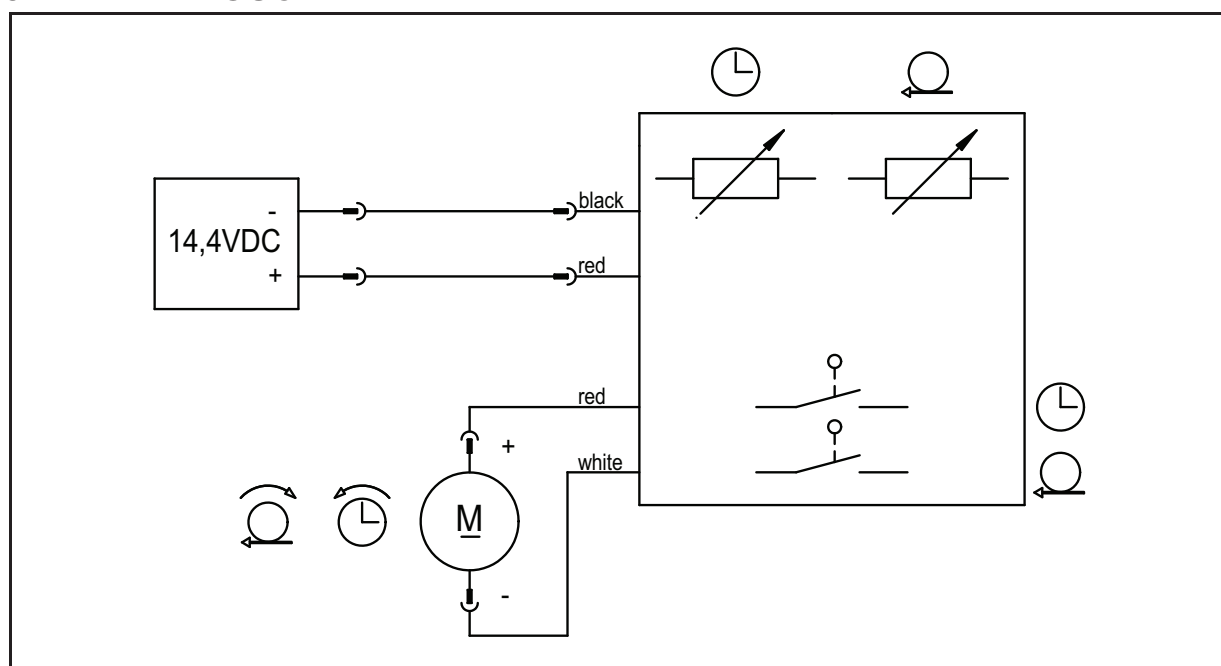 black
-
14,4VDC
+
red
red
+
white
M
-